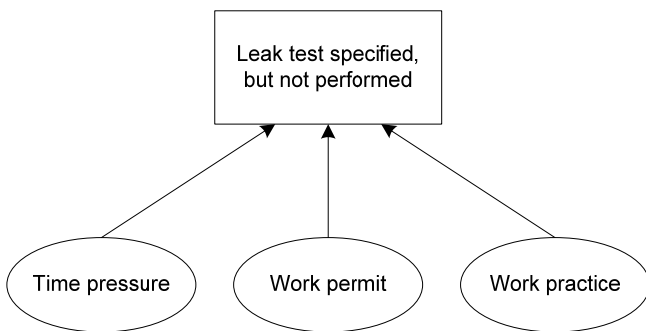 Leak test specified,
but not performed
Time pressure
Work permit
Work practice